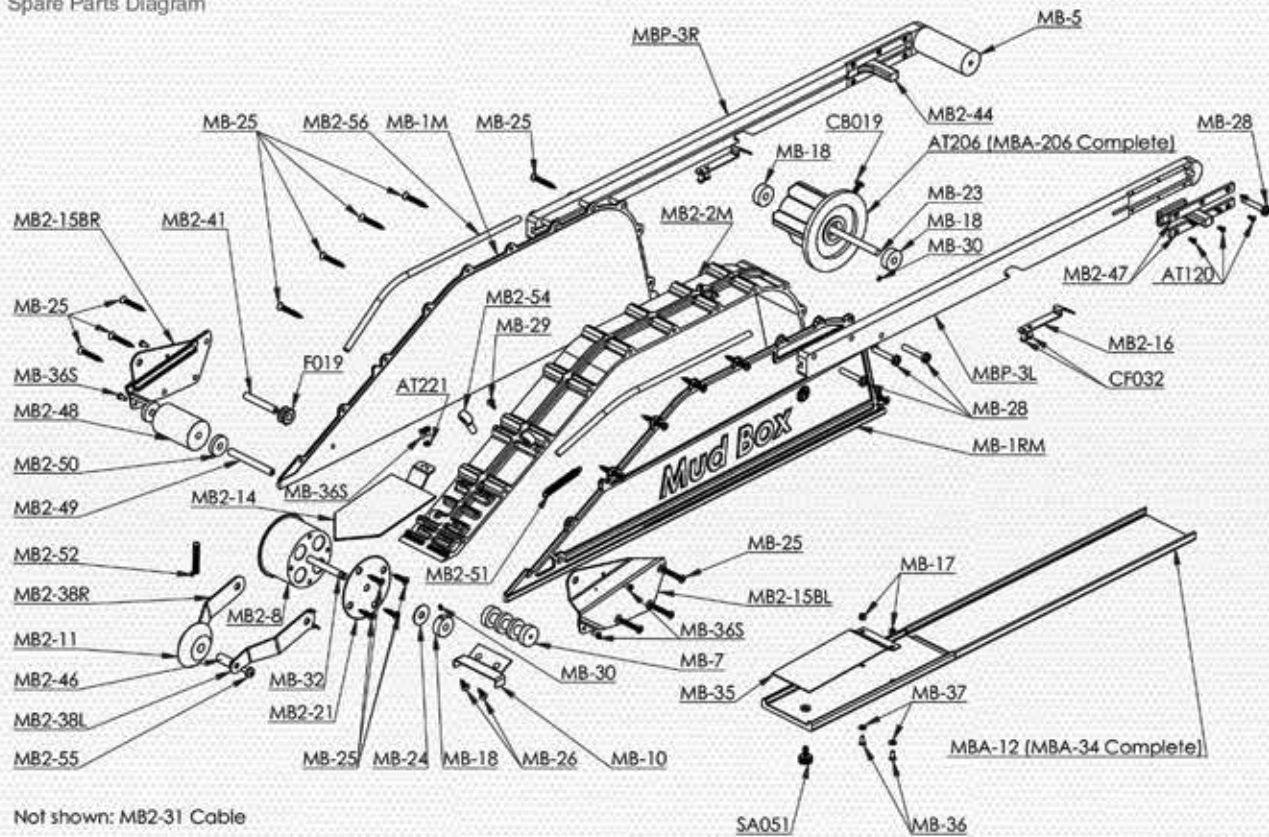 Spare Parts Diagram
MBP-3R
MB-5
MB-25
MB2-56
MB-1M
MB-25
MB-18
CB019
MB2-44
AT206 (MBA-206 Complete)
MB-28
MB2-15BR
MB2-41
MB2-2M
MB-23
MB-18
MB-30
MB2-47
AT120
MB-25
MB2-54
MB-29
MB2-16
MB-36S
F019
AT221
MBP-3L
CF032
MB2-48
MB-28
MB2-50
MB-36S
Mud Box
MB-1RM
MB2-49
MB2-14
MB2-52
MB2-51
MB-25
MB-17
MB2-38R
MB2-8
MB2-15BL
MB2-11
MB-36S
MB2-46
MB-32
MB-30
MB-7
MB-35
MB-37
MB2-38L
MB2-21
MB2-55
MB-25
MB-24
MB-18
MB-26
MB-10
MBA-12 (MBA-34 Complete)
Not shown: MB2-31 Cable
SA051
MB-36